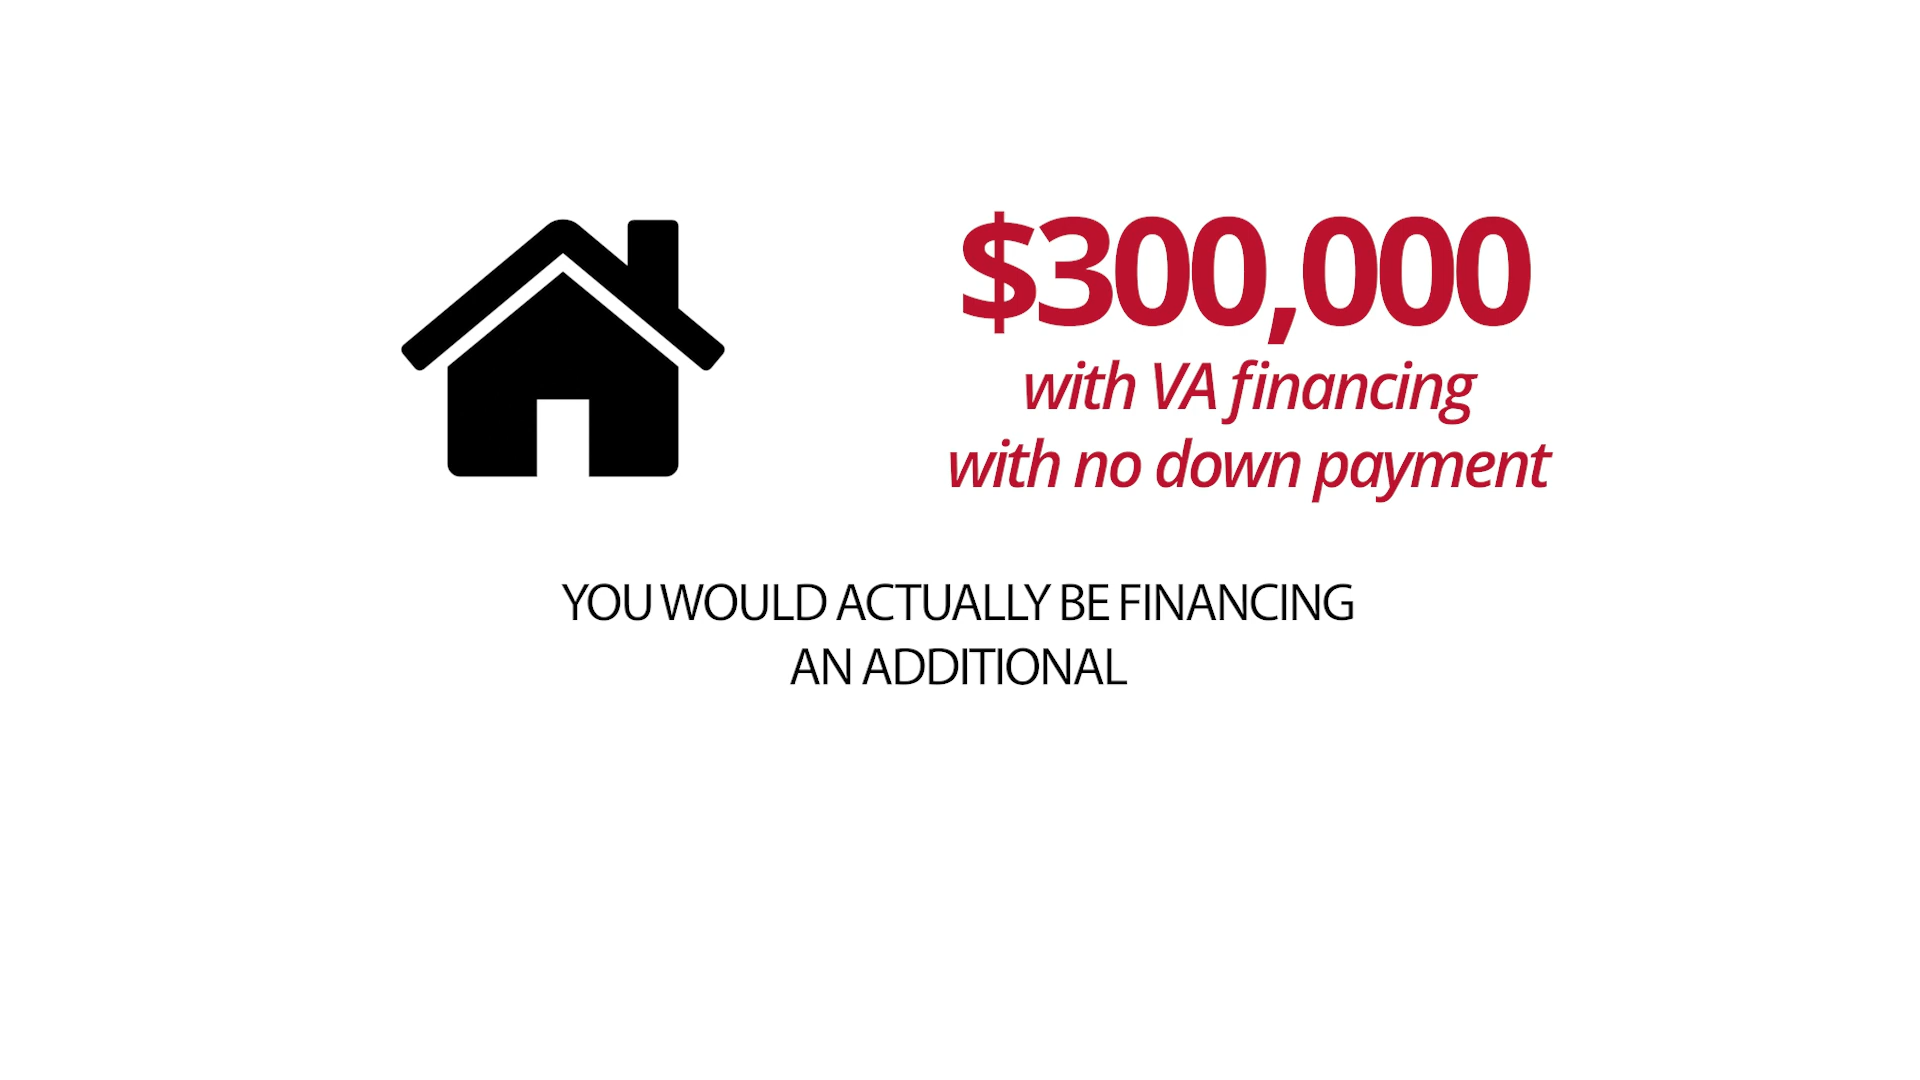 $300,000
with VA financing
with no down payment
YOU WOULD ACTUALLY BE FINANCING
AN ADDITIONAL